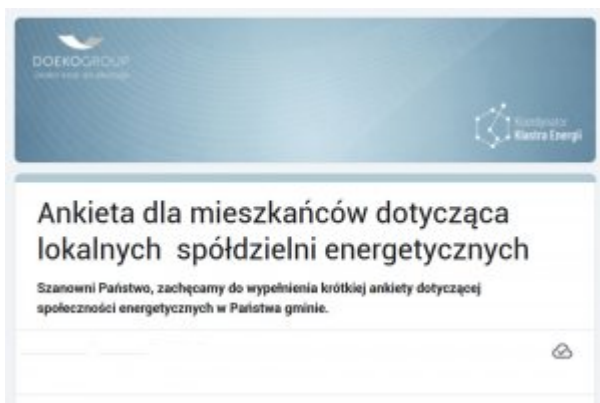 DOEKOGROUP
Koordynator
Klastra Energii
Ankieta dla mieszkańców dotycząca
lokalnych spółdzielni energetycznych
Szanowni Państwo, zachęcamy do wypełnienia krótkiej ankiety dotyczącej
społeczności energetycznych w Państwa gminie.